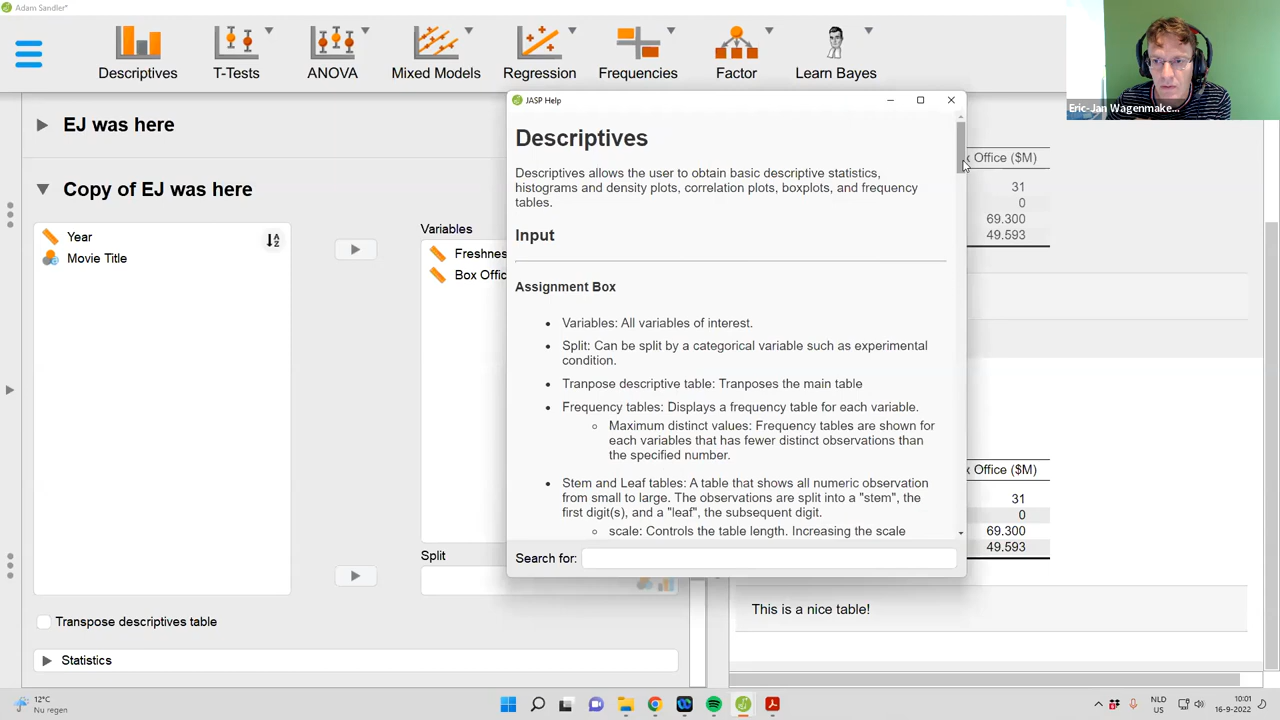 Adam Sandler*
Descriptives
T-Tests
ANOVA
Mixed Models
Regression
Frequencies
Factor
Learn Bayes
Eric-Jan Wagenmake...
EJ was here
Copy of EJ was here
Year
Movie Title
Variables
Freshnes
Box Offic
Split
Transpose descriptives table
Statistics
JASP Help
Descriptives
Descriptives allows the user to obtain basic descriptive statistics,
histograms and density plots, correlation plots, boxplots, and frequency
tables.
Input
Assignment Box
• Variables: All variables of interest.
• Split: Can be split by a categorical variable such as experimental
condition.
• Tranpose descriptive table: Tranposes the main table
• Frequency tables: Displays a frequency table for each variable.
Maximum distinct values: Frequency tables are shown for
each variables that has fewer distinct observations than
the specified number.
• Stem and Leaf tables: A table that shows all numeric observation
from small to large. The observations are split into a "stem", the
first digit(s), and a "leaf", the subsequent digit.
scale: Controls the table length. Increasing the scale
Search for:
x Office ($M)
31
0
69.300
49.593
x Office ($M)
31
0
69.300
49.593
This is a nice table!
12°C
Nu regen
NLD
US
10:01
16-9-2022